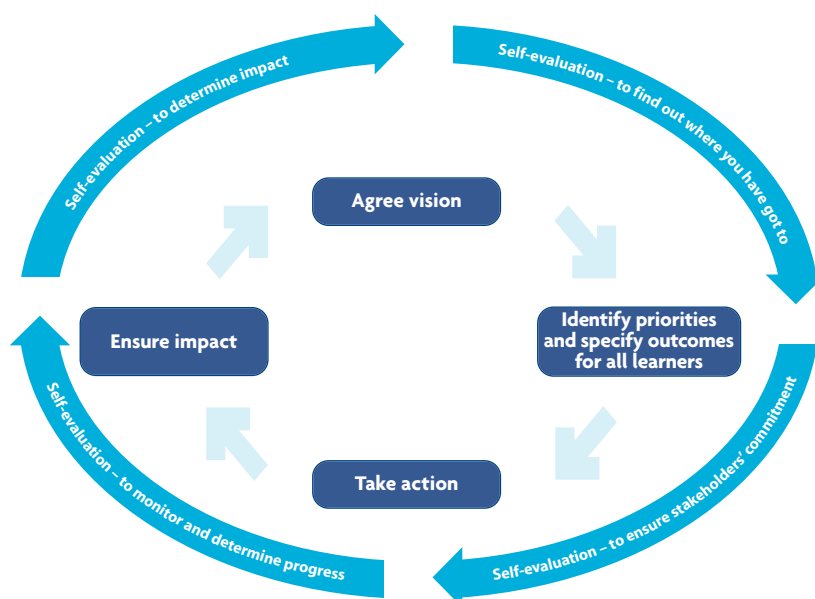 Self-evaluation – to determine impact
Self-evaluation – to find out where you have got to
Agree vision
Ensure impact
Identify priorities
and specify outcomes
for all learners
Take action
Self-evaluation – to monitor and determine progress
Self-evaluation – to ensure stakeholders’ commitment